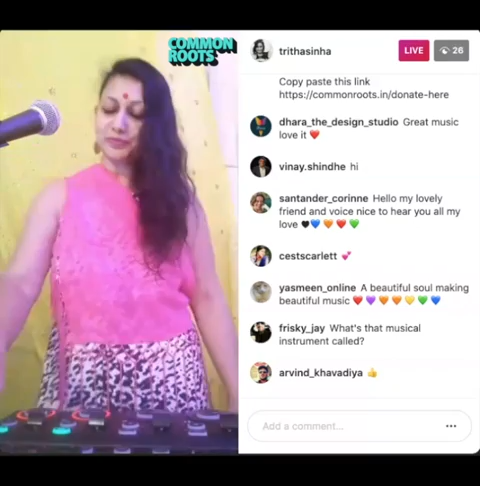 COMMON
ROOTS
trithasinha
LIVE
26
Copy paste this link
https://commonroots.in/donate-here
dhara_the_design_studio Great music
love it ❤️
vinay.shindhe hi
santander_corinne Hello my lovely
friend and voice nice to hear you all my
love 🖤💙🧡❤️💚
cestscarlett 💕
yasmeen_online A beautiful soul making
beautiful music ❤️💜🧡🧡💛💚💙
frisky_jay What's that musical
instrument called?
arvind_khavadiya 👍
Add a comment...